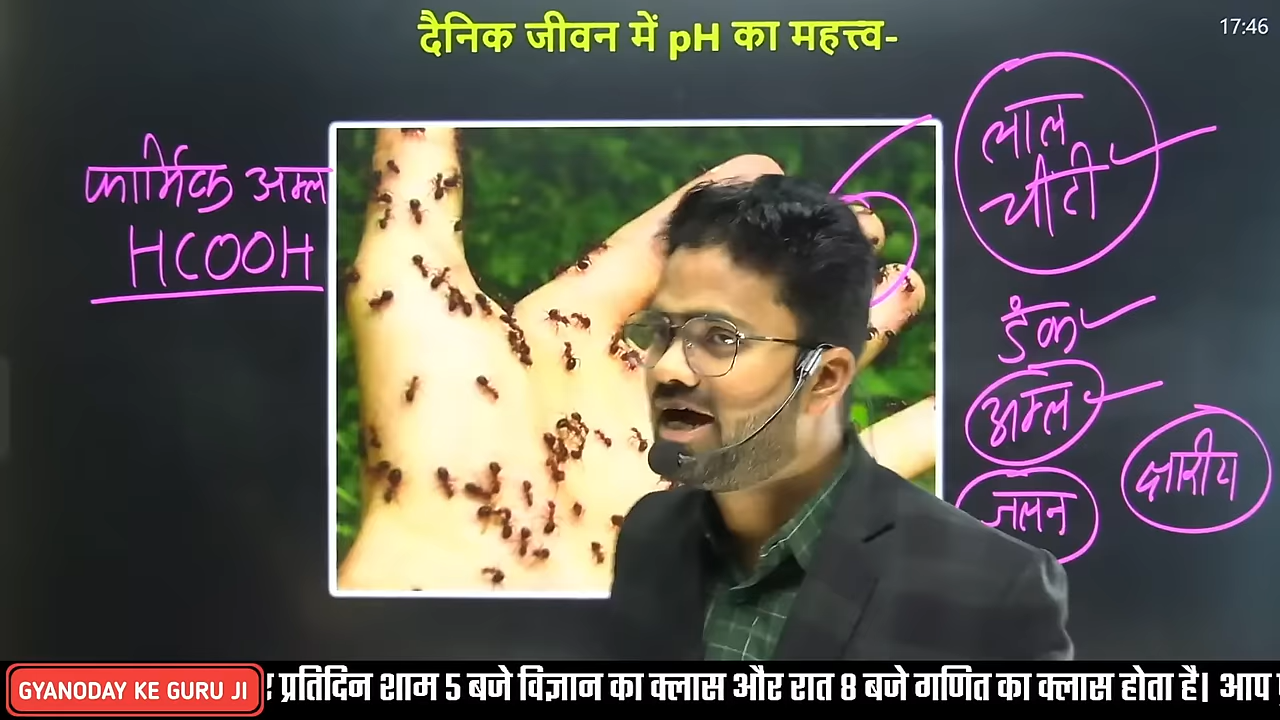 दैनिक जीवन में pH का महत्त्व-
17:46
फार्मिक अम्ल
HCOOH
लाल
चींटी
डंक
अम्ल
जलन
क्षारीय
GYANODAY KE GURU JI
प्रतिदिन शाम 5 बजे विज्ञान का क्लास और रात 8 बजे गणित का क्लास होता है। आप